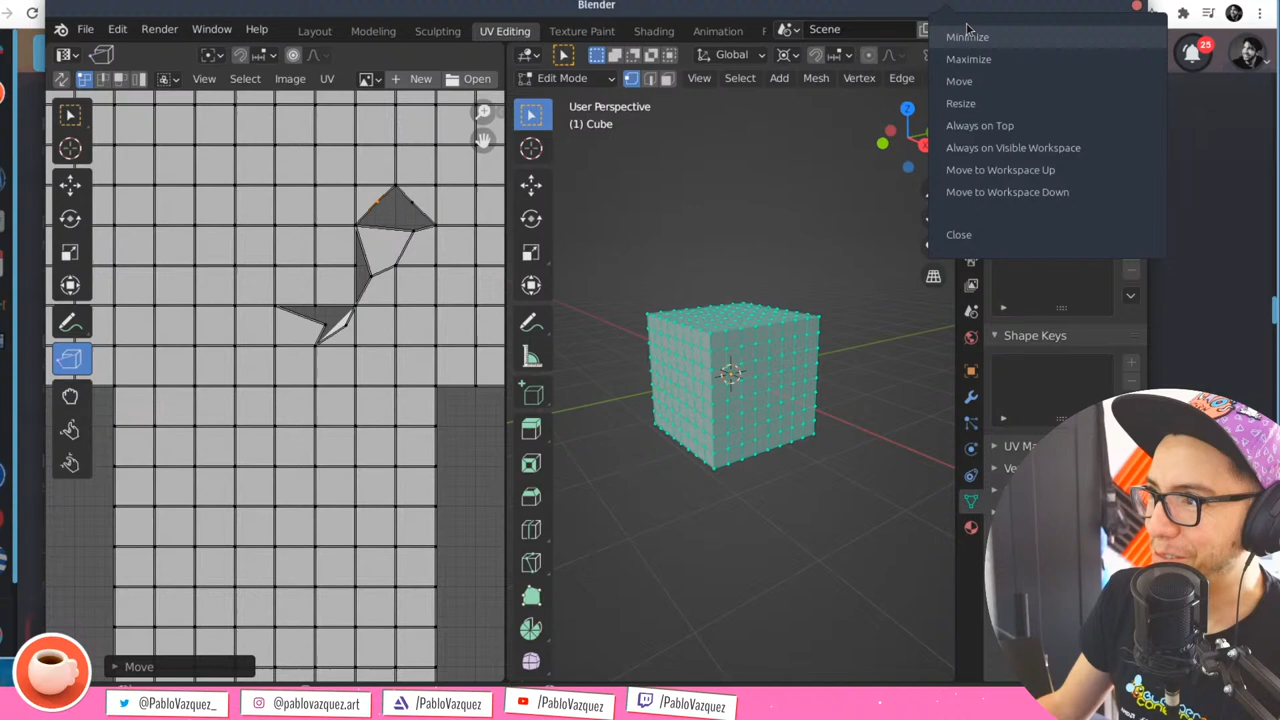 Blender
File
Edit
Render
Window
Help
Layout
Modeling
Sculpting
UV Editing
Texture Paint
Shading
Animation
Scene
View
Select
Image
UV
New
Open
Global
Edit Mode
View
Select
Add
Mesh
Vertex
Edge
User Perspective
(1) Cube
Z
X
Minimize
Maximize
Move
Resize
Always on Top
Always on Visible Workspace
Move to Workspace Up
Move to Workspace Down
Close
25
Shape Keys
UV Ma
Ve
Move
@PabloVazquez_
@pablovazquez.art
/PabloVazquez
/PabloVazquez
/PabloVazquez